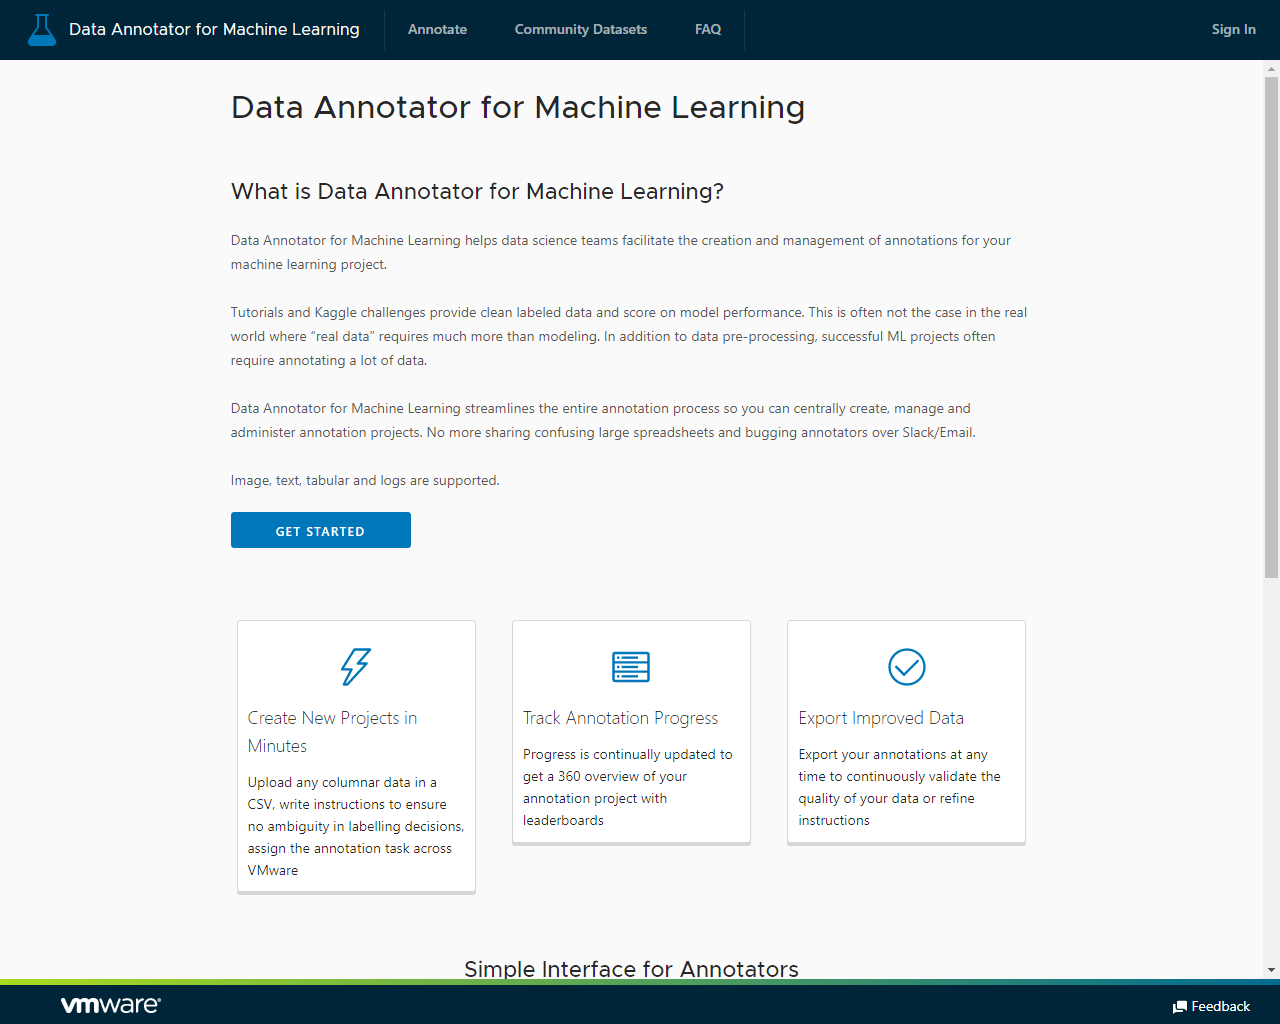 Data Annotator for Machine Learning
Annotate
Community Datasets
FAQ
Sign In
Data Annotator for Machine Learning
What is Data Annotator for Machine Learning?
Data Annotator for Machine Learning helps data science teams facilitate the creation and management of annotations for your
machine learning project.
Tutorials and Kaggle challenges provide clean labeled data and score on model performance. This is often not the case in the real
world where “real data” requires much more than modeling. In addition to data pre-processing, successful ML projects often
require annotating a lot of data.
Data Annotator for Machine Learning streamlines the entire annotation process so you can centrally create, manage and
administer annotation projects. No more sharing confusing large spreadsheets and bugging annotators over Slack/Email.
Image, text, tabular and logs are supported.
GET STARTED
Create New Projects in
Minutes
Upload any columnar data in a
CSV, write instructions to ensure
no ambiguity in labelling decisions,
assign the annotation task across
VMware
Track Annotation Progress
Progress is continually updated to
get a 360 overview of your
annotation project with
leaderboards
Export Improved Data
Export your annotations at any
time to continuously validate the
quality of your data or refine
instructions
Simple Interface for Annotators
vmware
Feedback